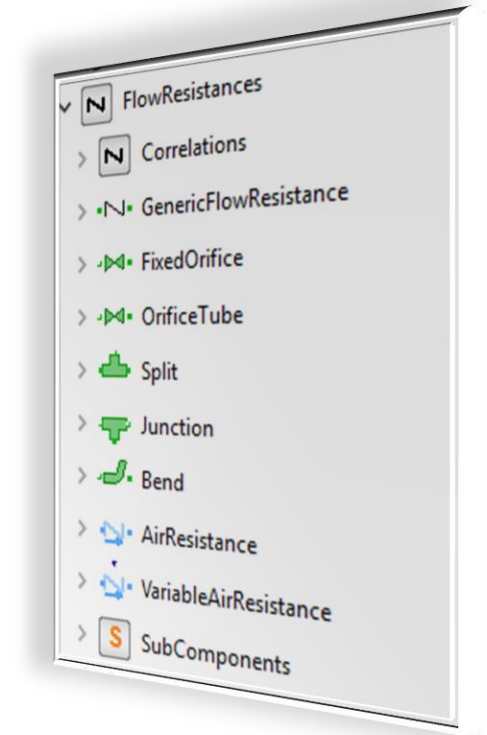 FlowResistances
Correlations
GenericFlowResistance
FixedOrifice
OrificeTube
Split
Junction
Bend
AirResistance
VariableAirResistance
S SubComponents